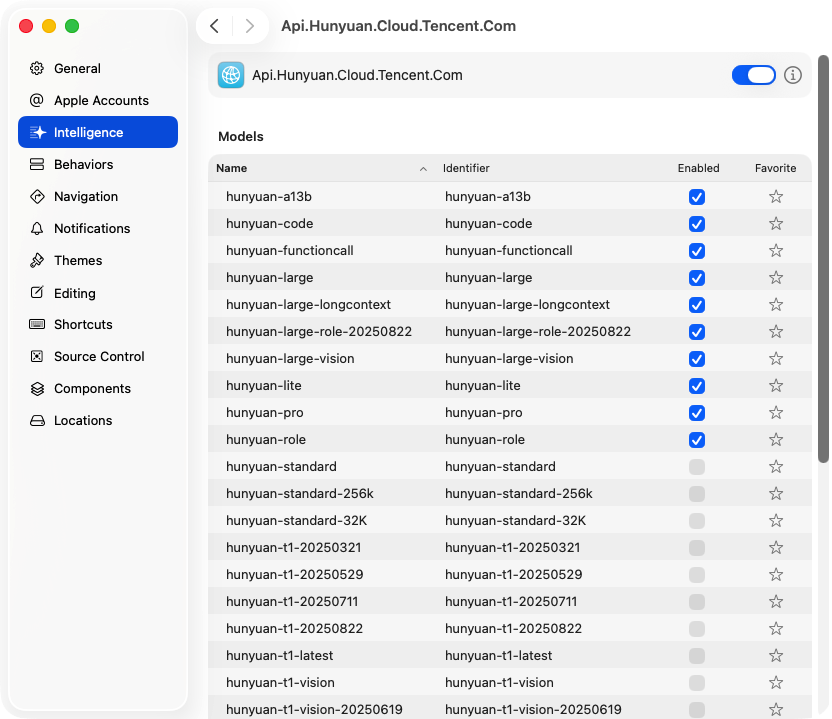 Api.Hunyuan.Cloud.Tencent.Com
General
Apple Accounts
Intelligence
Behaviors
Navigation
Notifications
Themes
Editing
Shortcuts
Source Control
Components
Locations
Api.Hunyuan.Cloud.Tencent.Com
Models
Name Identifier Enabled Favorite
hunyuan-a13b hunyuan-a13b
hunyuan-code hunyuan-code
hunyuan-functioncall hunyuan-functioncall
hunyuan-large hunyuan-large
hunyuan-large-longcontext hunyuan-large-longcontext
hunyuan-large-role-20250822 hunyuan-large-role-20250822
hunyuan-large-vision hunyuan-large-vision
hunyuan-lite hunyuan-lite
hunyuan-pro hunyuan-pro
hunyuan-role hunyuan-role
hunyuan-standard hunyuan-standard
hunyuan-standard-256k hunyuan-standard-256k
hunyuan-standard-32K hunyuan-standard-32K
hunyuan-t1-20250321 hunyuan-t1-20250321
hunyuan-t1-20250529 hunyuan-t1-20250529
hunyuan-t1-20250711 hunyuan-t1-20250711
hunyuan-t1-20250822 hunyuan-t1-20250822
hunyuan-t1-latest hunyuan-t1-latest
hunyuan-t1-vision hunyuan-t1-vision
hunyuan-t1-vision-20250619 hunyuan-t1-vision-20250619